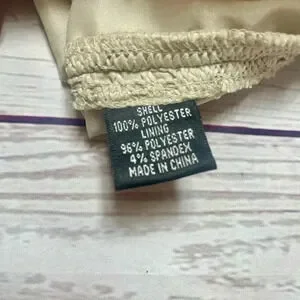 SHELL
100% POLYESTER
LINING
96% POLYESTER
4% SPANDEX
MADE IN CHINA